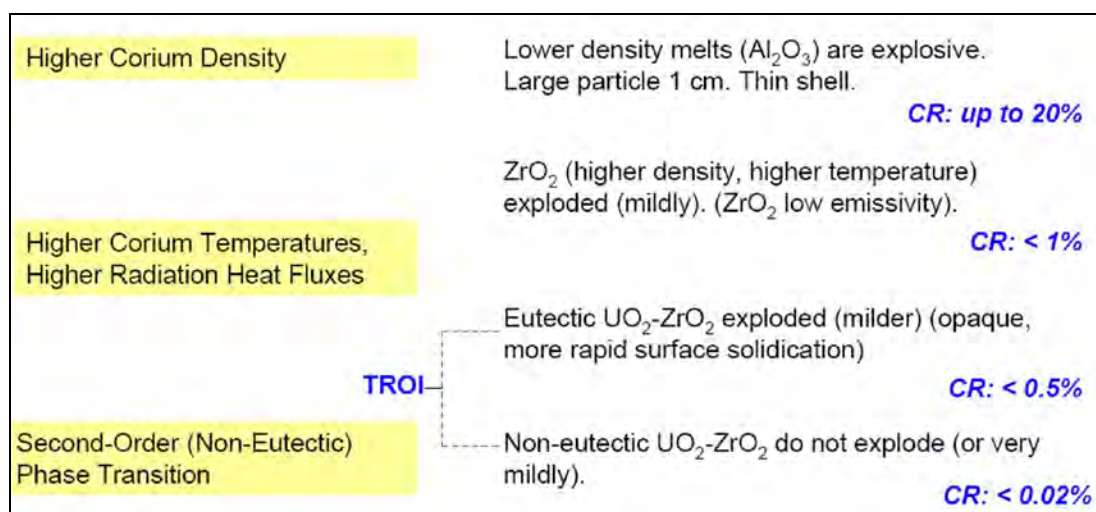 Higher Corium Density
Lower density melts (Al₂O₃) are explosive.
Large particle 1 cm. Thin shell.
CR: up to 20%
ZrO₂ (higher density, higher temperature)
exploded (mildly). (ZrO₂ low emissivity).
CR: < 1%
Higher Corium Temperatures,
Higher Radiation Heat Fluxes
Eutectic UO₂-ZrO₂ exploded (milder) (opaque,
more rapid surface solidication)
TROI
CR: < 0.5%
Second-Order (Non-Eutectic)
Phase Transition
Non-eutectic UO₂-ZrO₂ do not explode (or very
mildly).
CR: < 0.02%